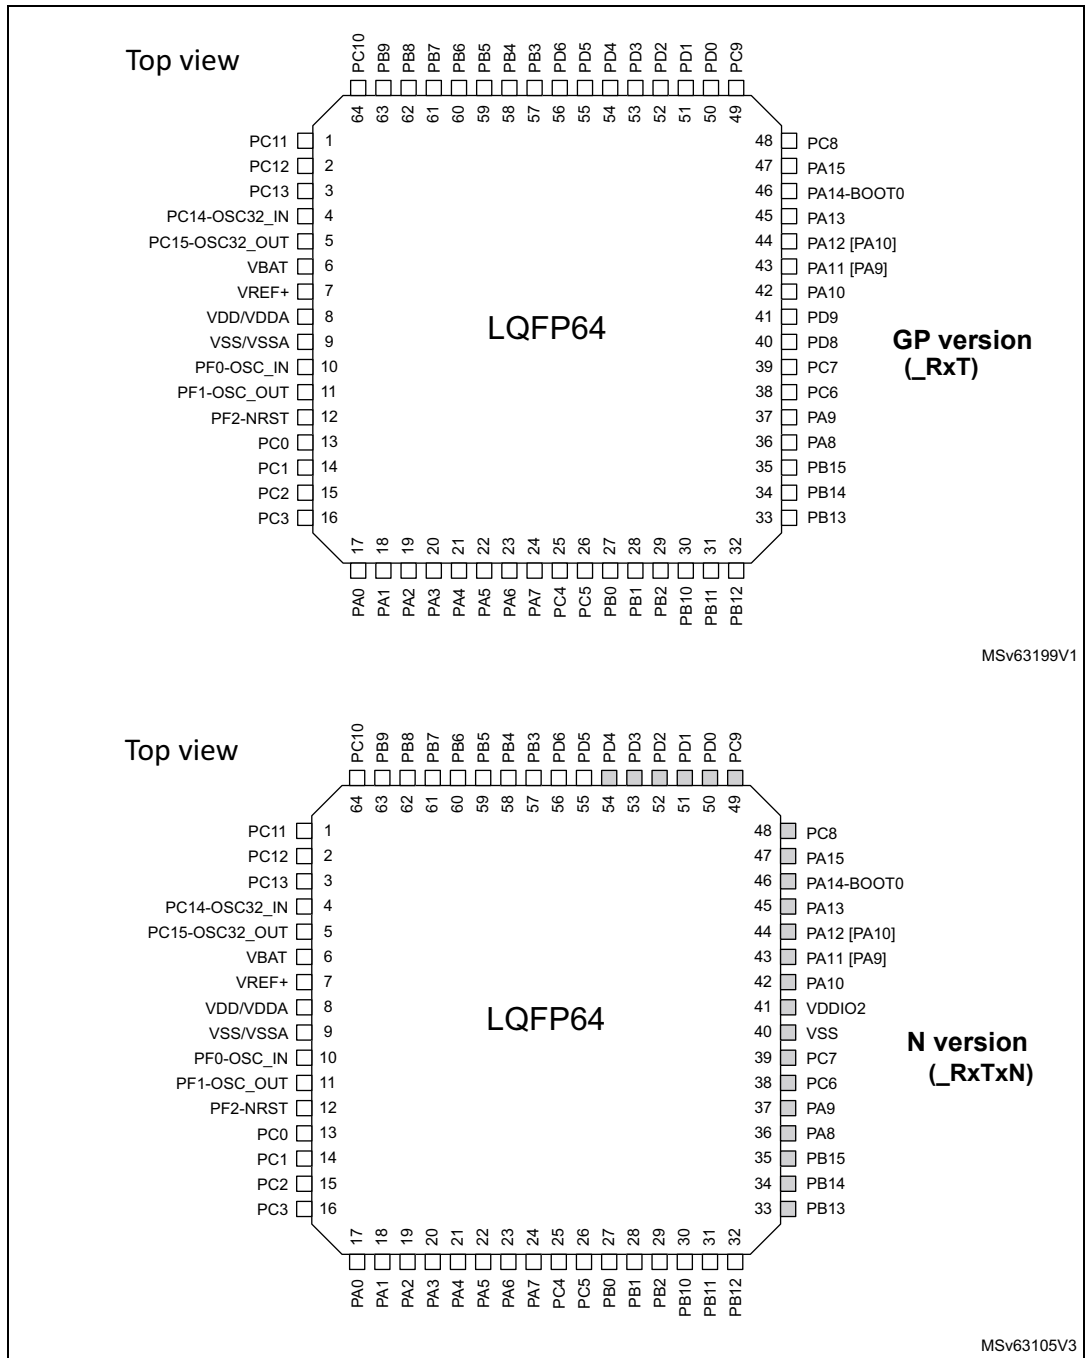 Top view
PC10 PB9 PB8 PB7 PB6 PB5 PB4 PB3 PD6 PD5 PD4 PD3 PD2 PD1 PD0 PC9
64 63 62 61 60 59 58 57 56 55 54 53 52 51 50 49
PC11 1 48 PC8
PC12 2 47 PA15
PC13 3 46 PA14-BOOT0
PC14-OSC32_IN 4 45 PA13
PC15-OSC32_OUT 5 44 PA12 [PA10]
VBAT 6 43 PA11 [PA9]
VREF+ 7 42 PA10
VDD/VDDA 8 41 PD9
VSS/VSSA 9 40 PD8
PF0-OSC_IN 10 39 PC7
PF1-OSC_OUT 11 38 PC6
PF2-NRST 12 37 PA9
PC0 13 36 PA8
PC1 14 35 PB15
PC2 15 34 PB14
PC3 16 33 PB13
LQFP64
GP version
(_RxT)
17 18 19 20 21 22 23 24 25 26 27 28 29 30 31 32
PA0 PA1 PA2 PA3 PA4 PA5 PA6 PA7 PC4 PC5 PB0 PB1 PB2 PB10 PB11 PB12
MSv63199V1
Top view
PC10 PB9 PB8 PB7 PB6 PB5 PB4 PB3 PD6 PD5 PD4 PD3 PD2 PD1 PD0 PC9
64 63 62 61 60 59 58 57 56 55 54 53 52 51 50 49
PC11 1 48 PC8
PC12 2 47 PA15
PC13 3 46 PA14-BOOT0
PC14-OSC32_IN 4 45 PA13
PC15-OSC32_OUT 5 44 PA12 [PA10]
VBAT 6 43 PA11 [PA9]
VREF+ 7 42 PA10
VDD/VDDA 8 41 VDDIO2
VSS/VSSA 9 40 VSS
PF0-OSC_IN 10 39 PC7
PF1-OSC_OUT 11 38 PC6
PF2-NRST 12 37 PA9
PC0 13 36 PA8
PC1 14 35 PB15
PC2 15 34 PB14
PC3 16 33 PB13
LQFP64
N version
(_RxTxN)
17 18 19 20 21 22 23 24 25 26 27 28 29 30 31 32
PA0 PA1 PA2 PA3 PA4 PA5 PA6 PA7 PC4 PC5 PB0 PB1 PB2 PB10 PB11 PB12
MSv63105V3